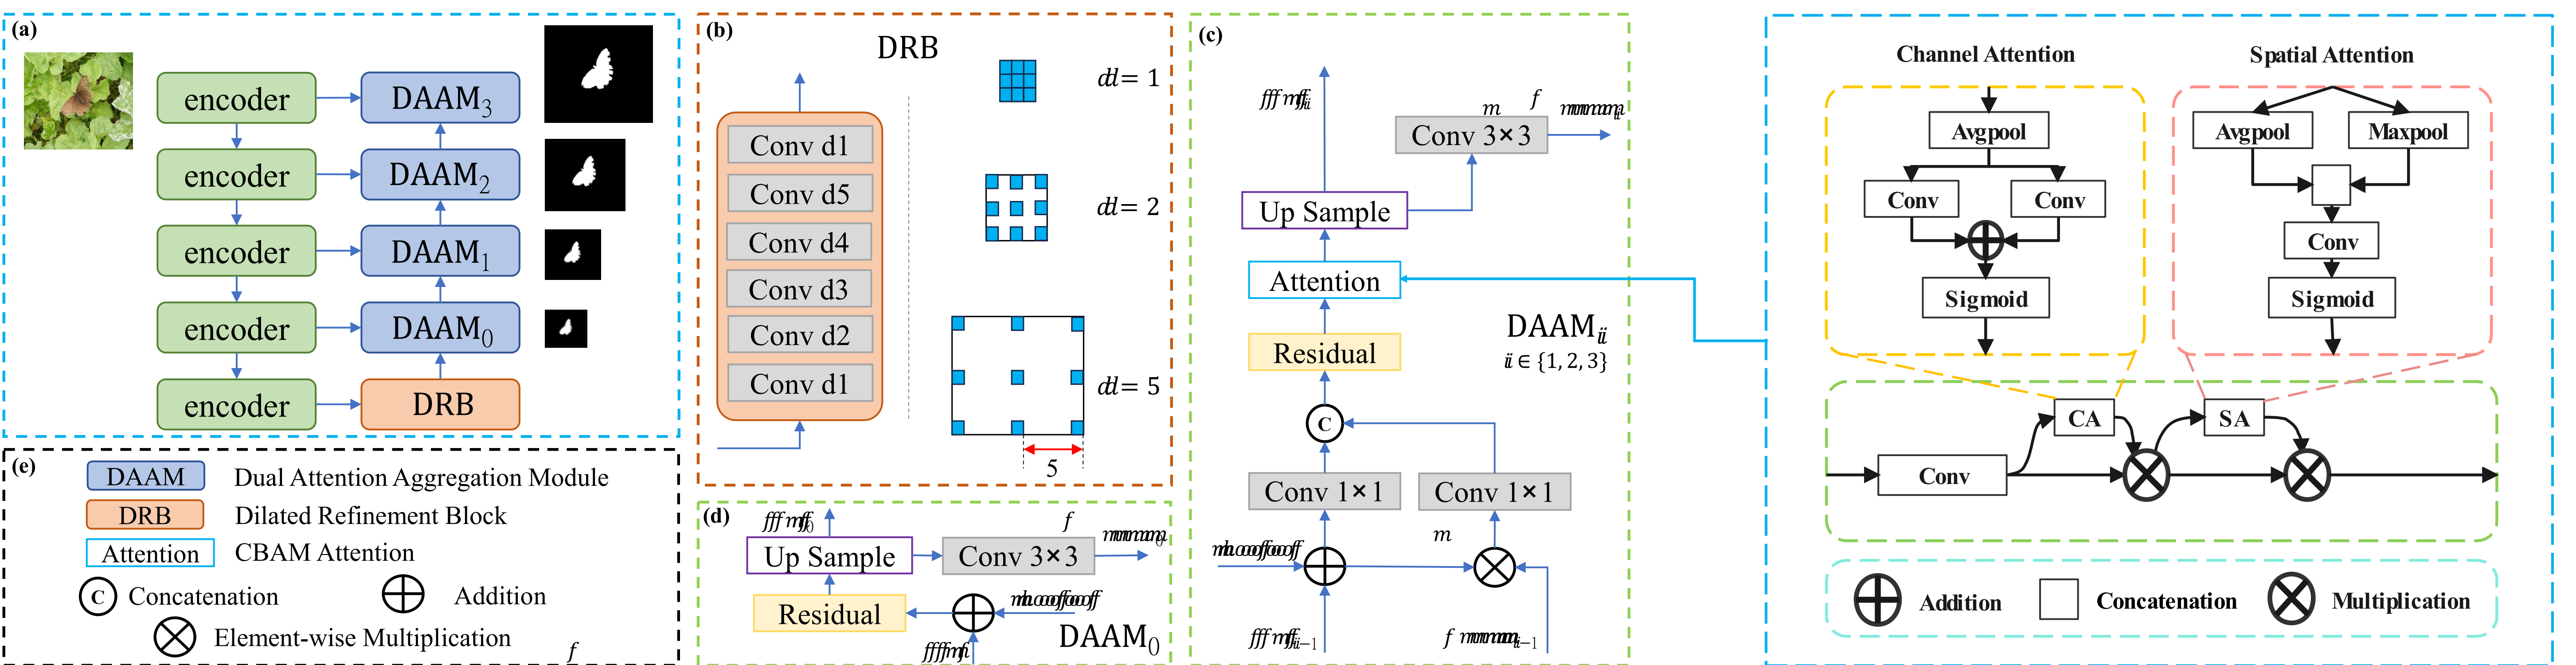 (a)
encoder
DAAM3
encoder
DAAM2
encoder
DAAM1
encoder
DAAM0
encoder
DRB
(e)
DAAM
Dual Attention Aggregation Module
DRB
Dilated Refinement Block
Attention
CBAM Attention
C
Concatenation
Addition
Element-wise Multiplication
f
(b)
DRB
Conv d1
Conv d5
Conv d4
Conv d3
Conv d2
Conv d1
= 1
= 2
= 5
5
(d)
f
Up Sample
Conv 3×3
Residual
DAAM0
(c)
m
f
Conv 3×3
Up Sample
Attention
Residual
DAAM
∈ {1, 2, 3}
C
Conv 1×1
Conv 1×1
m
Channel Attention
Avgpool
Conv
Conv
Sigmoid
Spatial Attention
Avgpool
Maxpool
Conv
Sigmoid
CA
SA
Conv
Addition
Concatenation
Multiplication